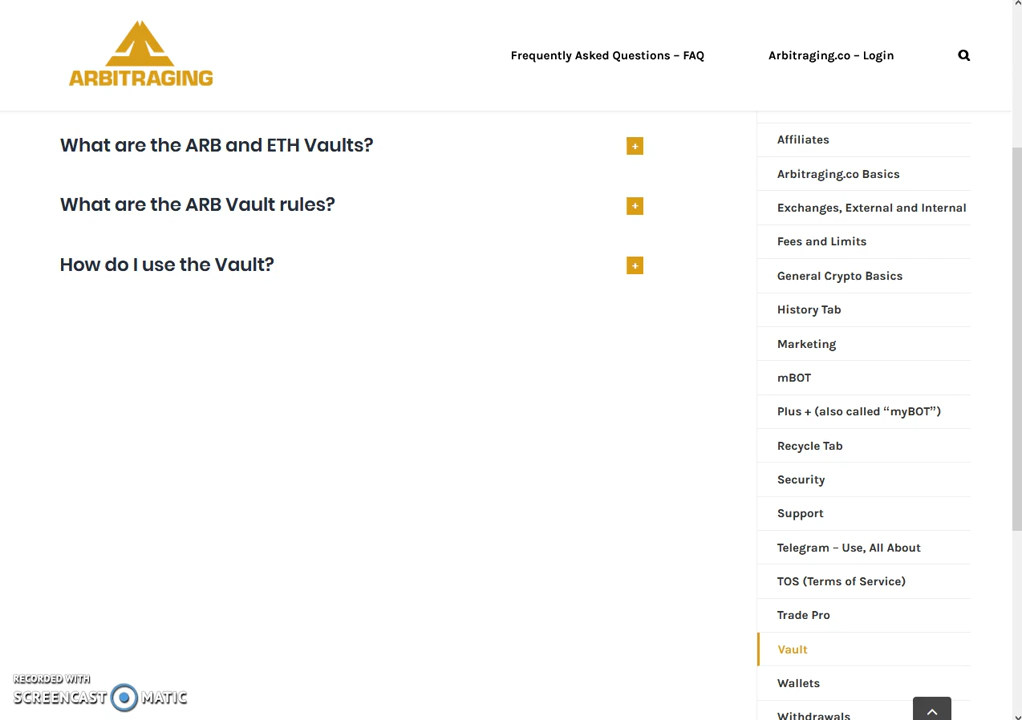 ARBITRAGING
Frequently Asked Questions – FAQ
Arbitraging.co – Login
What are the ARB and ETH Vaults?
+
What are the ARB Vault rules?
+
How do I use the Vault?
+
Affiliates
Arbitraging.co Basics
Exchanges, External and Internal
Fees and Limits
General Crypto Basics
History Tab
Marketing
mBOT
Plus + (also called “myBOT”)
Recycle Tab
Security
Support
Telegram – Use, All About
TOS (Terms of Service)
Trade Pro
Vault
Wallets
Withdrawals
RECORDED WITH
SCREENCAST MATIC